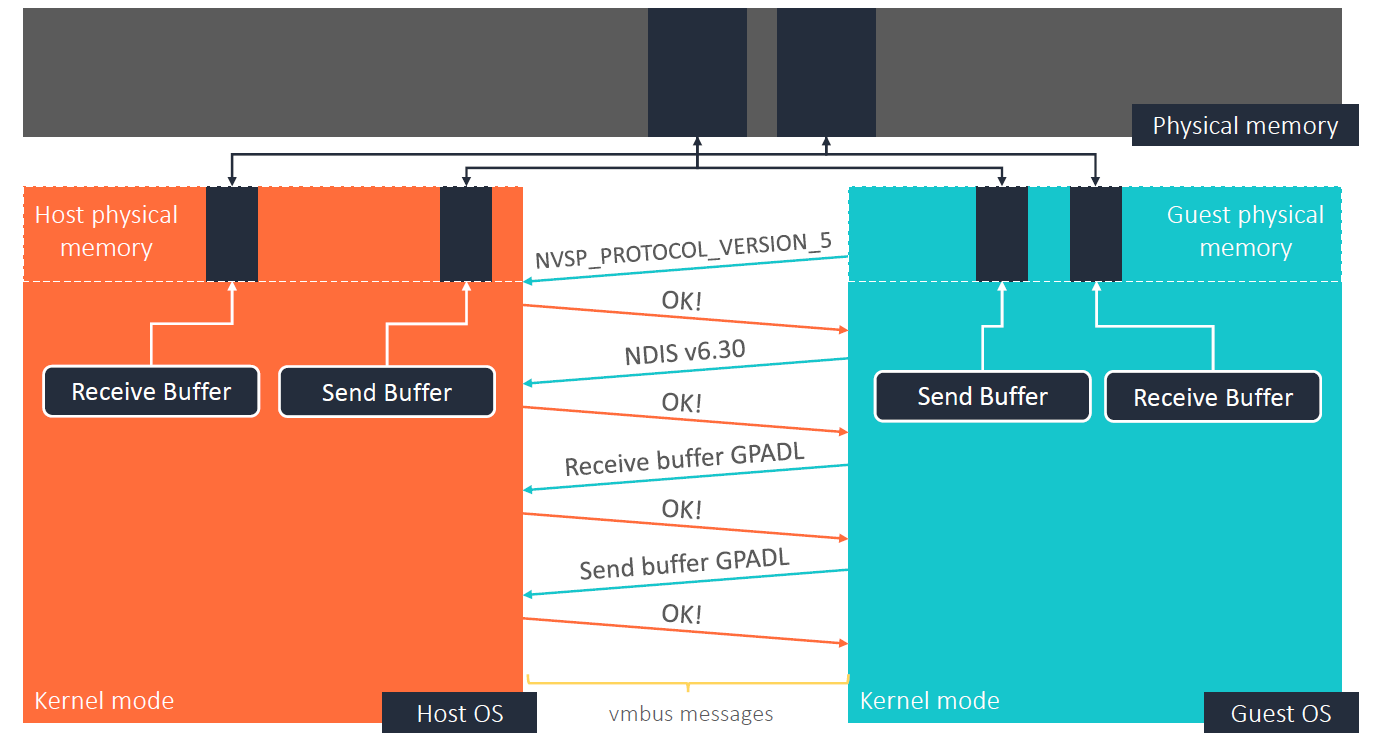 Physical memory
Host physical
memory
Guest physical
memory
NVSP_PROTOCOL_VERSION_5
OK!
NDIS v6.30
OK!
Receive Buffer
Send Buffer
Send Buffer
Receive Buffer
Receive buffer GPADL
OK!
Send buffer GPADL
OK!
Kernel mode
Host OS
vmbus messages
Kernel mode
Guest OS